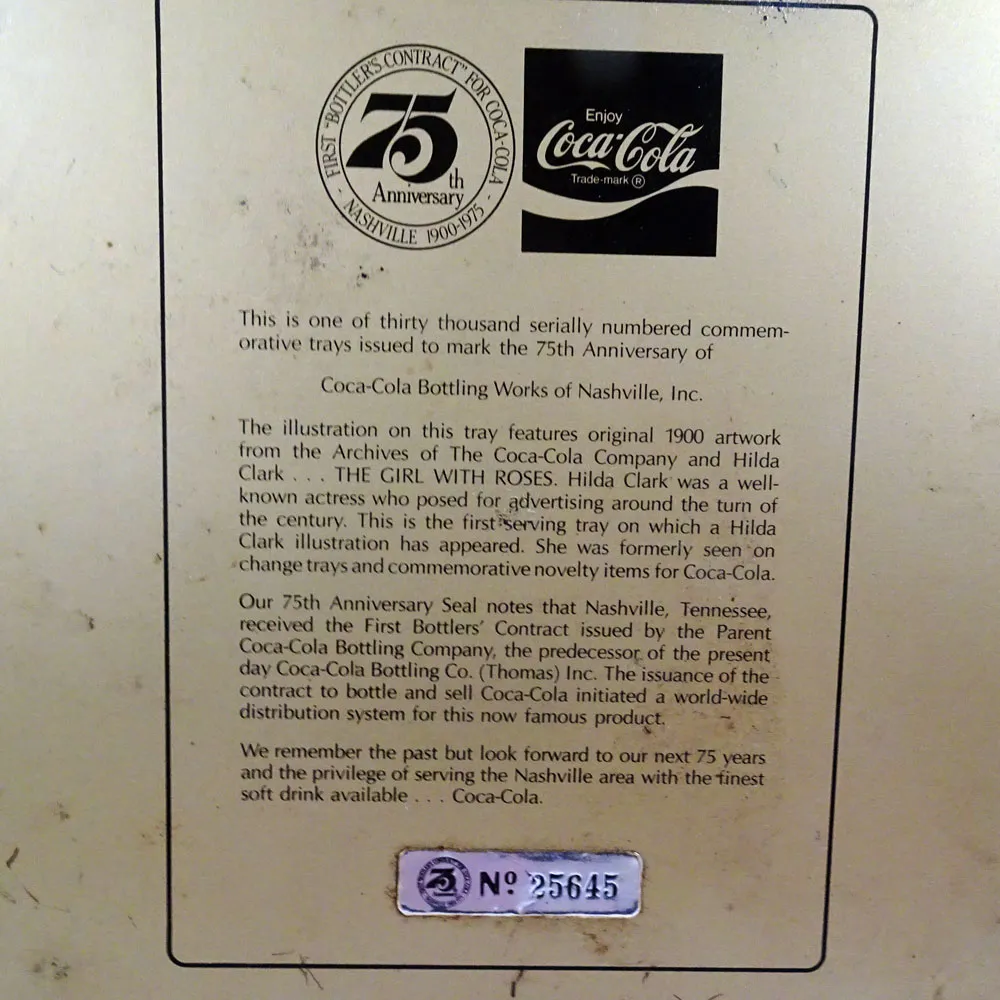 FIRST "BOTTLER'S CONTRACT" FOR COCA-COLA
75th
Anniversary
- NASHVILLE 1900-1975 -
Enjoy
Coca-Cola
Trade-mark ®
This is one of thirty thousand serially numbered commem-
orative trays issued to mark the 75th Anniversary of
Coca-Cola Bottling Works of Nashville, Inc.
The illustration on this tray features original 1900 artwork
from the Archives of The Coca-Cola Company and Hilda
Clark . . . THE GIRL WITH ROSES. Hilda Clark was a well-
known actress who posed for advertising around the turn of
the century. This is the first serving tray on which a Hilda
Clark illustration has appeared. She was formerly seen on
change trays and commemorative novelty items for Coca-Cola.
Our 75th Anniversary Seal notes that Nashville, Tennessee,
received the First Bottlers' Contract issued by the Parent
Coca-Cola Bottling Company, the predecessor of the present
day Coca-Cola Bottling Co. (Thomas) Inc. The issuance of the
contract to bottle and sell Coca-Cola initiated a world-wide
distribution system for this now famous product.
We remember the past but look forward to our next 75 years
and the privilege of serving the Nashville area with the finest
soft drink available . . . Coca-Cola.
75 Nº 25645